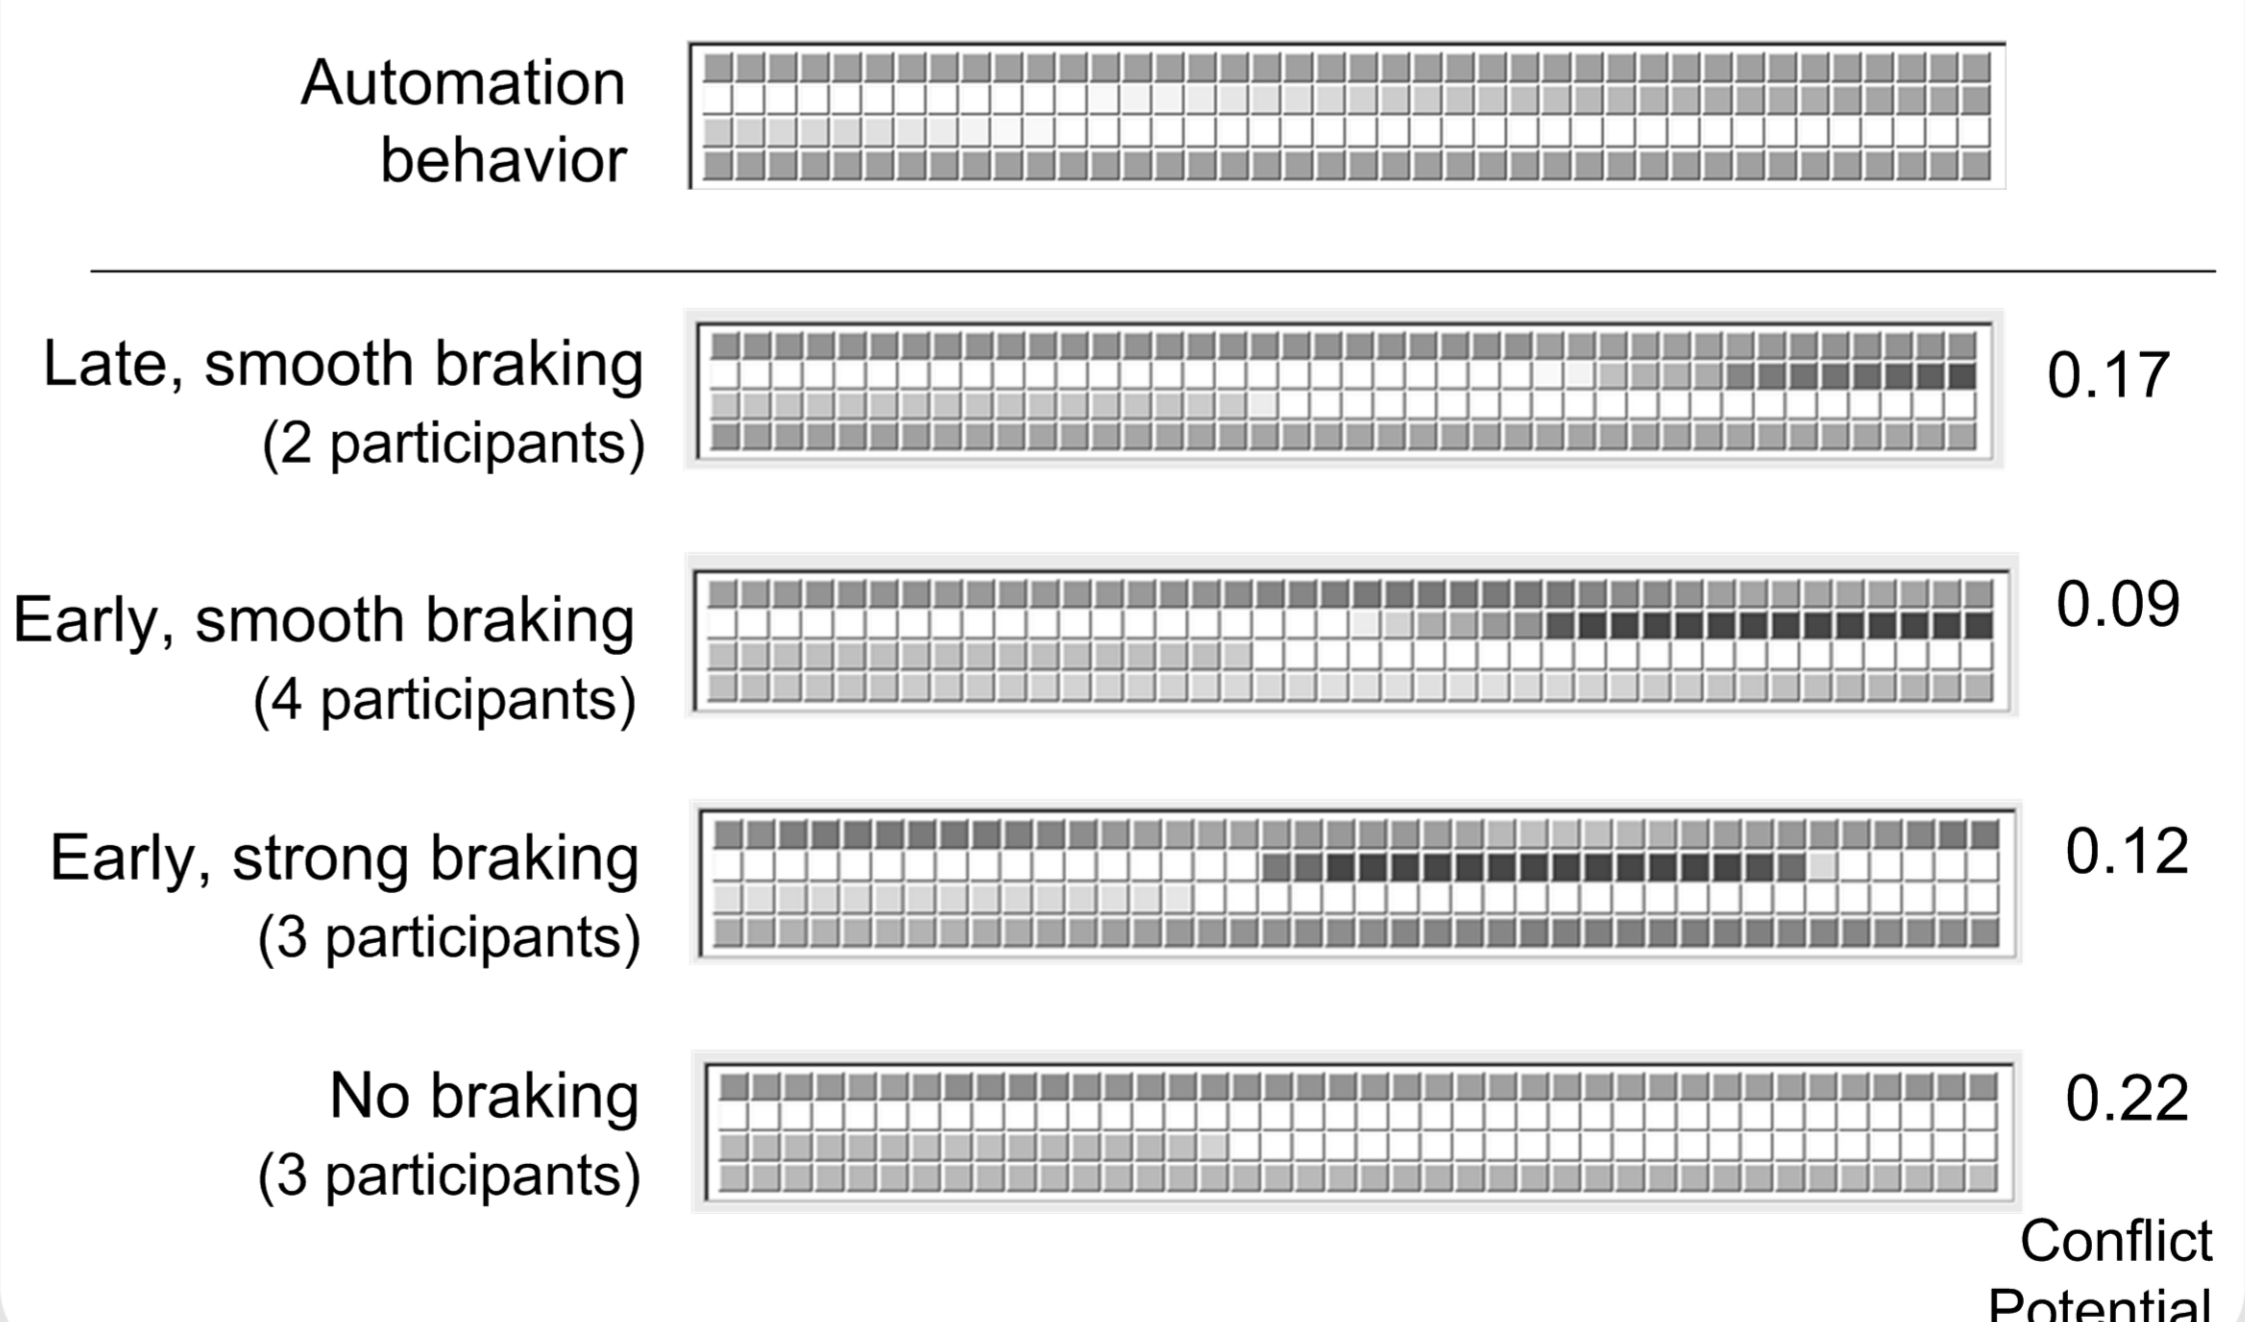 Automation
behavior
Late, smooth braking
(2 participants)
0.17
Early, smooth braking
(4 participants)
0.09
Early, strong braking
(3 participants)
0.12
No braking
(3 participants)
0.22
Conflict
Potential